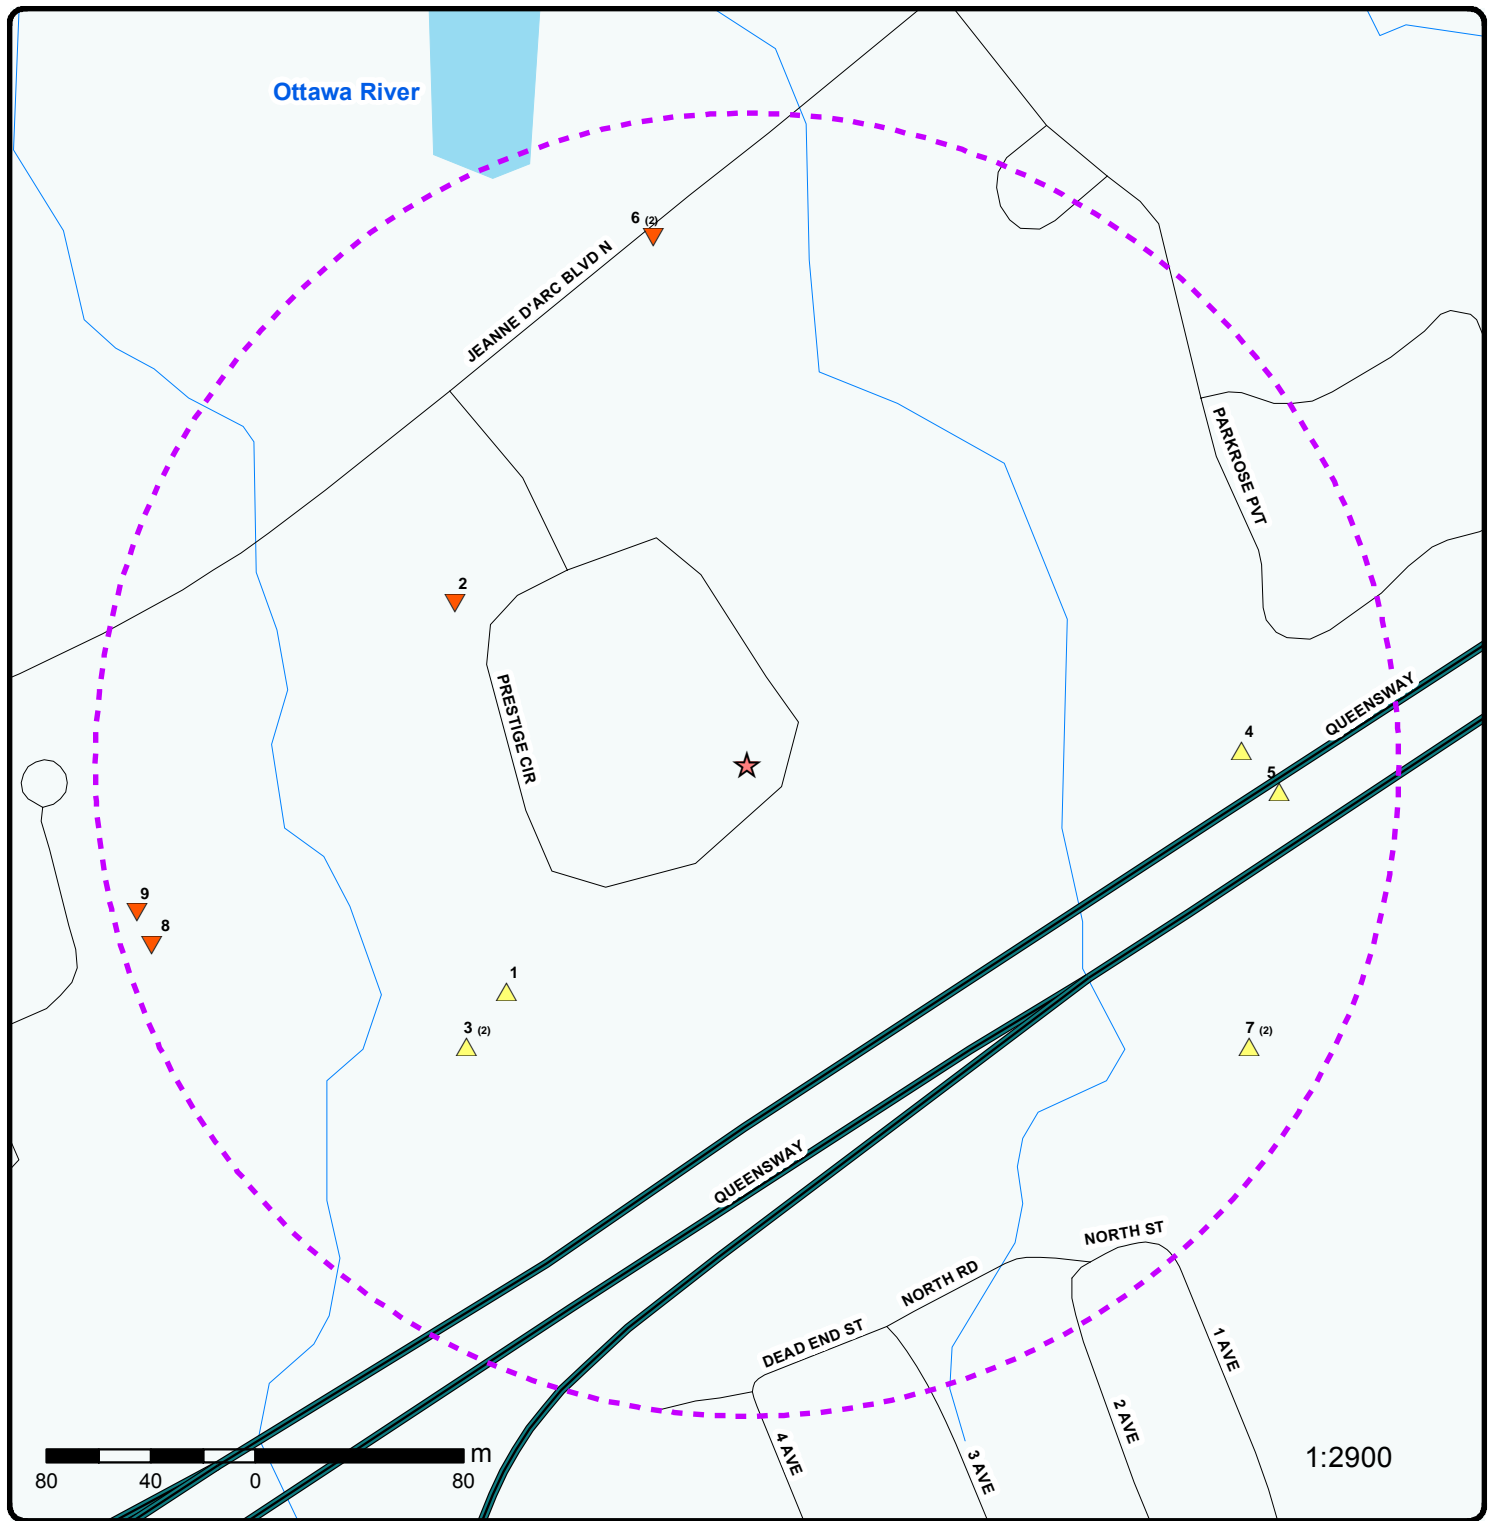 Ottawa River
6 (2)
JEANNE D'ARC BLVD N
PARKROSE PVT
2
PRESTIGE CIR
QUEENSWAY
4
5
9
8
1
3 (2)
7 (2)
QUEENSWAY
NORTH ST
NORTH RD
DEAD END ST
1 AVE
2 AVE
4 AVE
3 AVE
m
80 40 0 80
1:2900